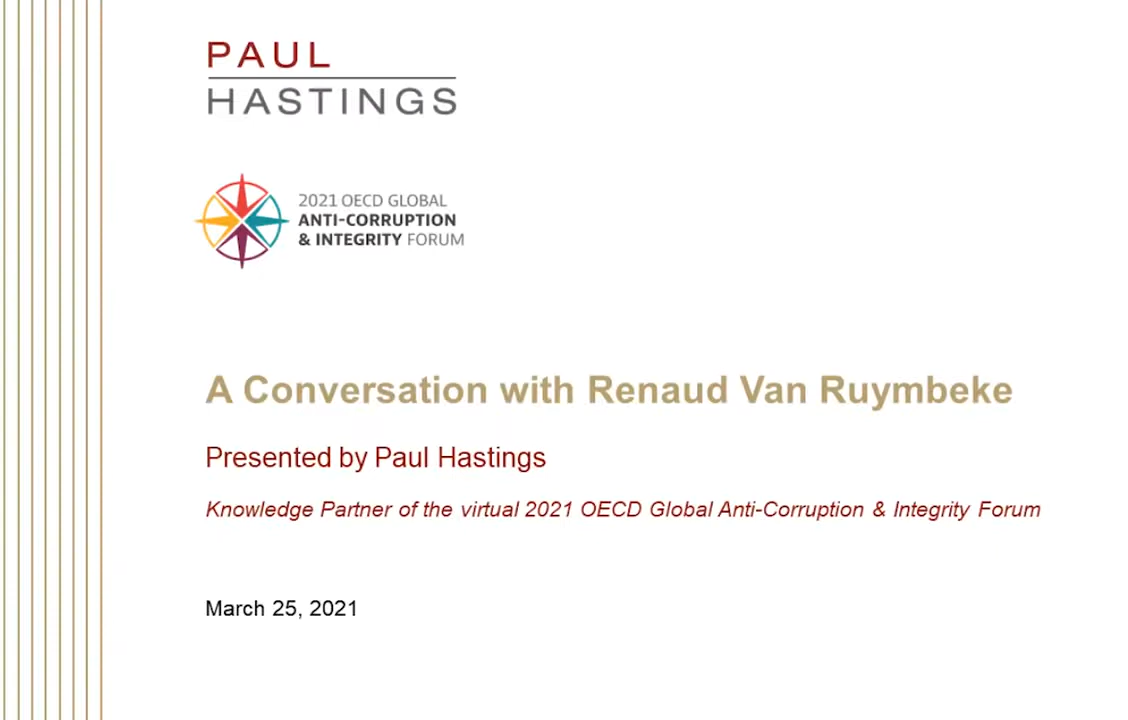 PAUL
HASTINGS
2021 OECD GLOBAL
ANTI-CORRUPTION
& INTEGRITY FORUM
A Conversation with Renaud Van Ruymbeke
Presented by Paul Hastings
Knowledge Partner of the virtual 2021 OECD Global Anti-Corruption & Integrity Forum
March 25, 2021